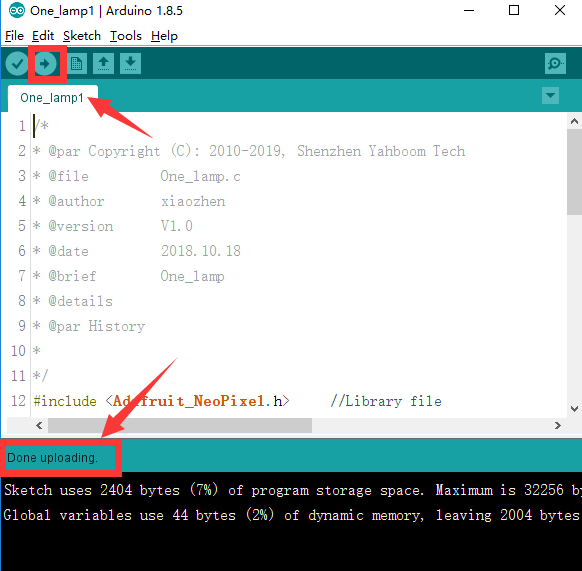 One_lamp1 | Arduino 1.8.5
File Edit Sketch Tools Help
One_lamp1
1 /*
2 * @par Copyright (C): 2010-2019, Shenzhen Yahboom Tech
3 * @file One_lamp.c
4 * @author xiaozhen
5 * @version V1.0
6 * @date 2018.10.18
7 * @brief One_lamp
8 * @details
9 * @par History
10 *
11 */
12 #include <Adafruit_NeoPixel.h> //Library file
Done uploading.
Sketch uses 2404 bytes (7%) of program storage space. Maximum is 32256 by
Global variables use 44 bytes (2%) of dynamic memory, leaving 2004 bytes